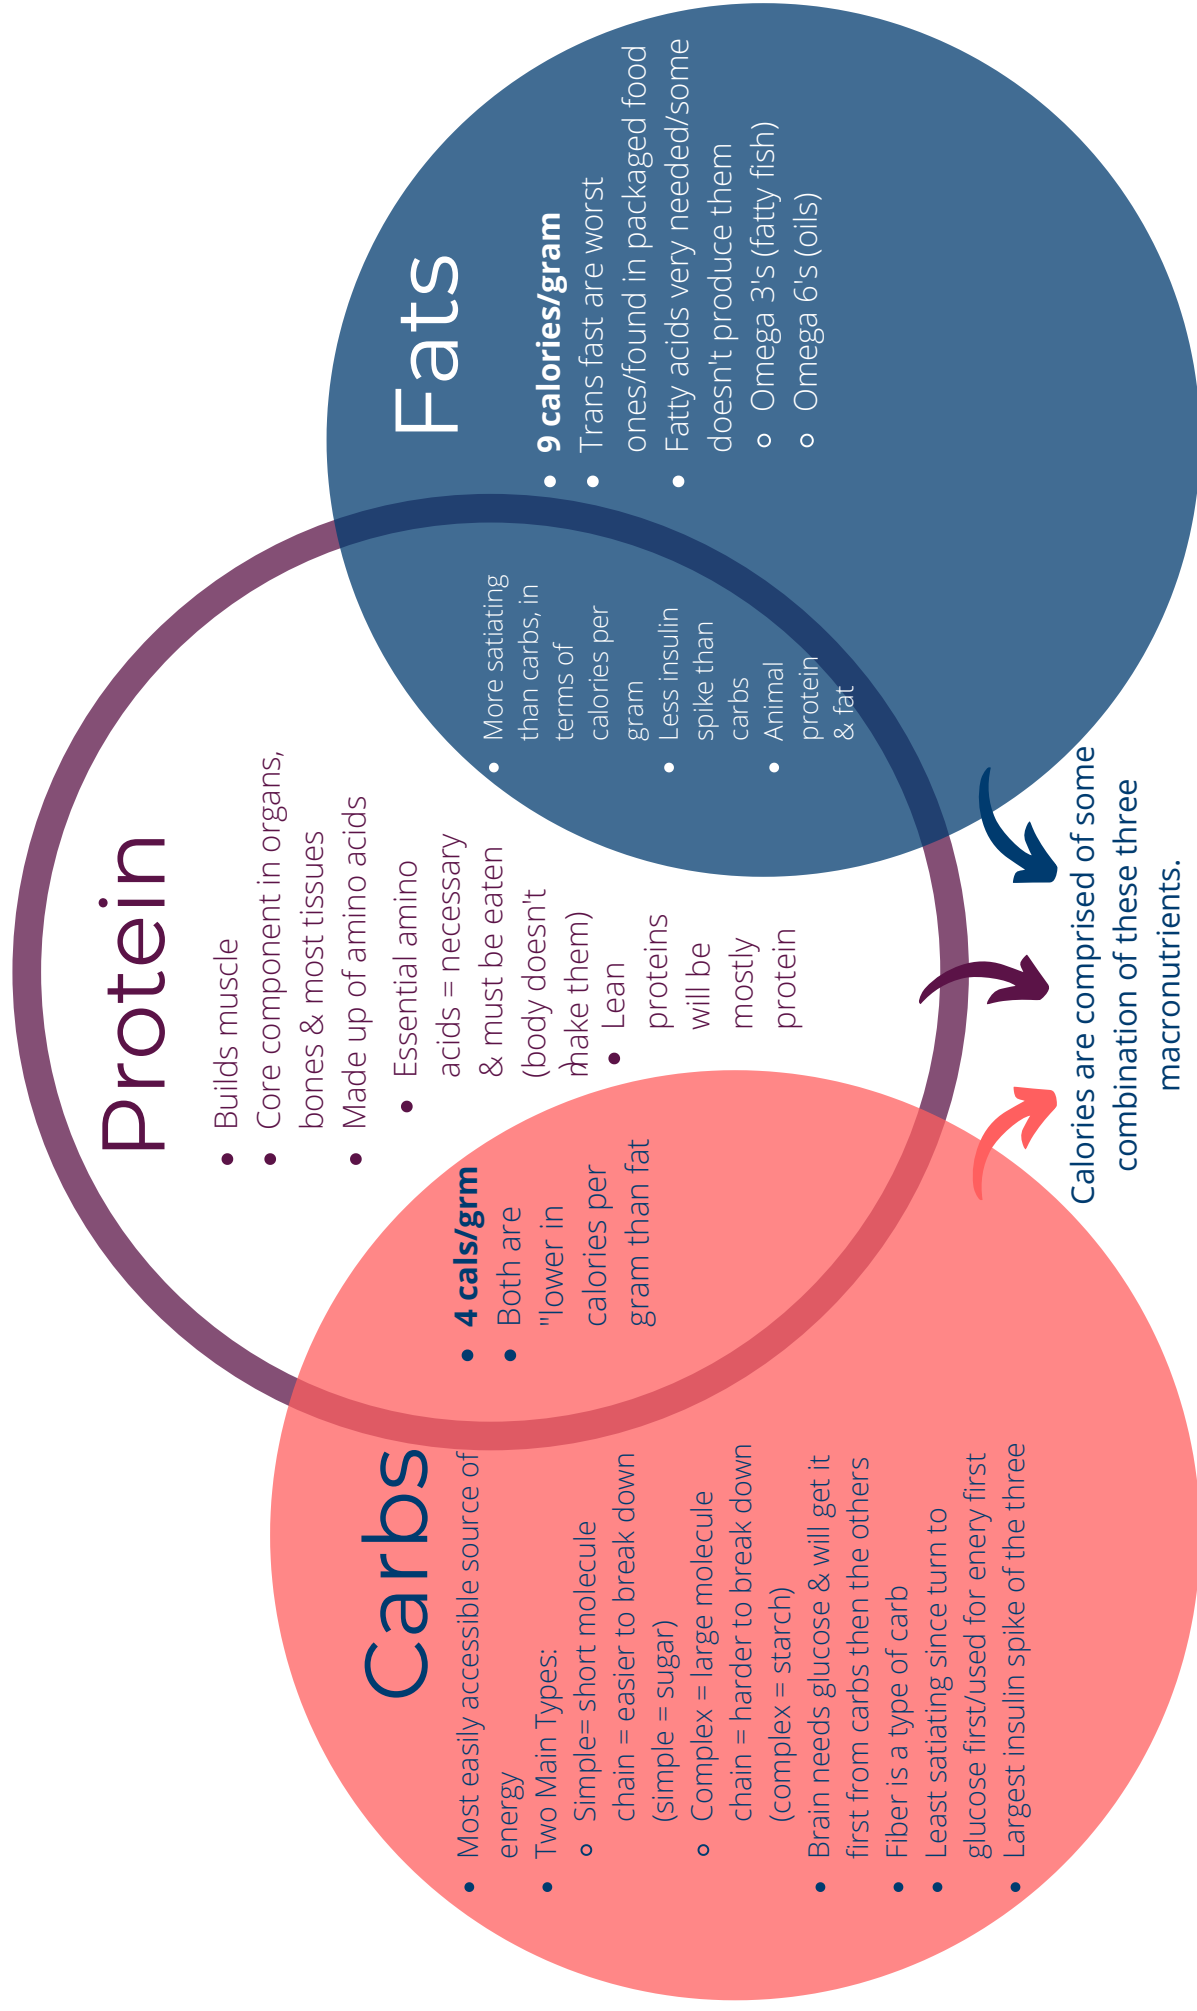 Carbs
• Most easily accessible source of
energy
• Two Main Types:
◦ Simple= short molecule
chain = easier to break down
(simple = sugar)
◦ Complex = large molecule
chain = harder to break down
(complex = starch)
• Brain needs glucose & will get it
first from carbs then the others
• Fiber is a type of carb
• Least satiating since turn to
glucose first/used for enery first
• Largest insulin spike of the three
• 4 cals/grm
• Both are
"lower in
calories per
gram than fat
Protein
• Builds muscle
• Core component in organs,
bones & most tissues
• Made up of amino acids
• Essential amino
acids = necessary
& must be eaten
(body doesn't
make them)
)
• Lean
proteins
will be
mostly
protein
• More satiating
than carbs, in
terms of
calories per
gram
• Less insulin
spike than
carbs
• Animal
protein
& fat
Fats
• 9 calories/gram
• Trans fast are worst
ones/found in packaged food
• Fatty acids very needed/some
doesn't produce them
◦ Omega 3's (fatty fish)
◦ Omega 6's (oils)
Calories are comprised of some
combination of these three
macronutrients.